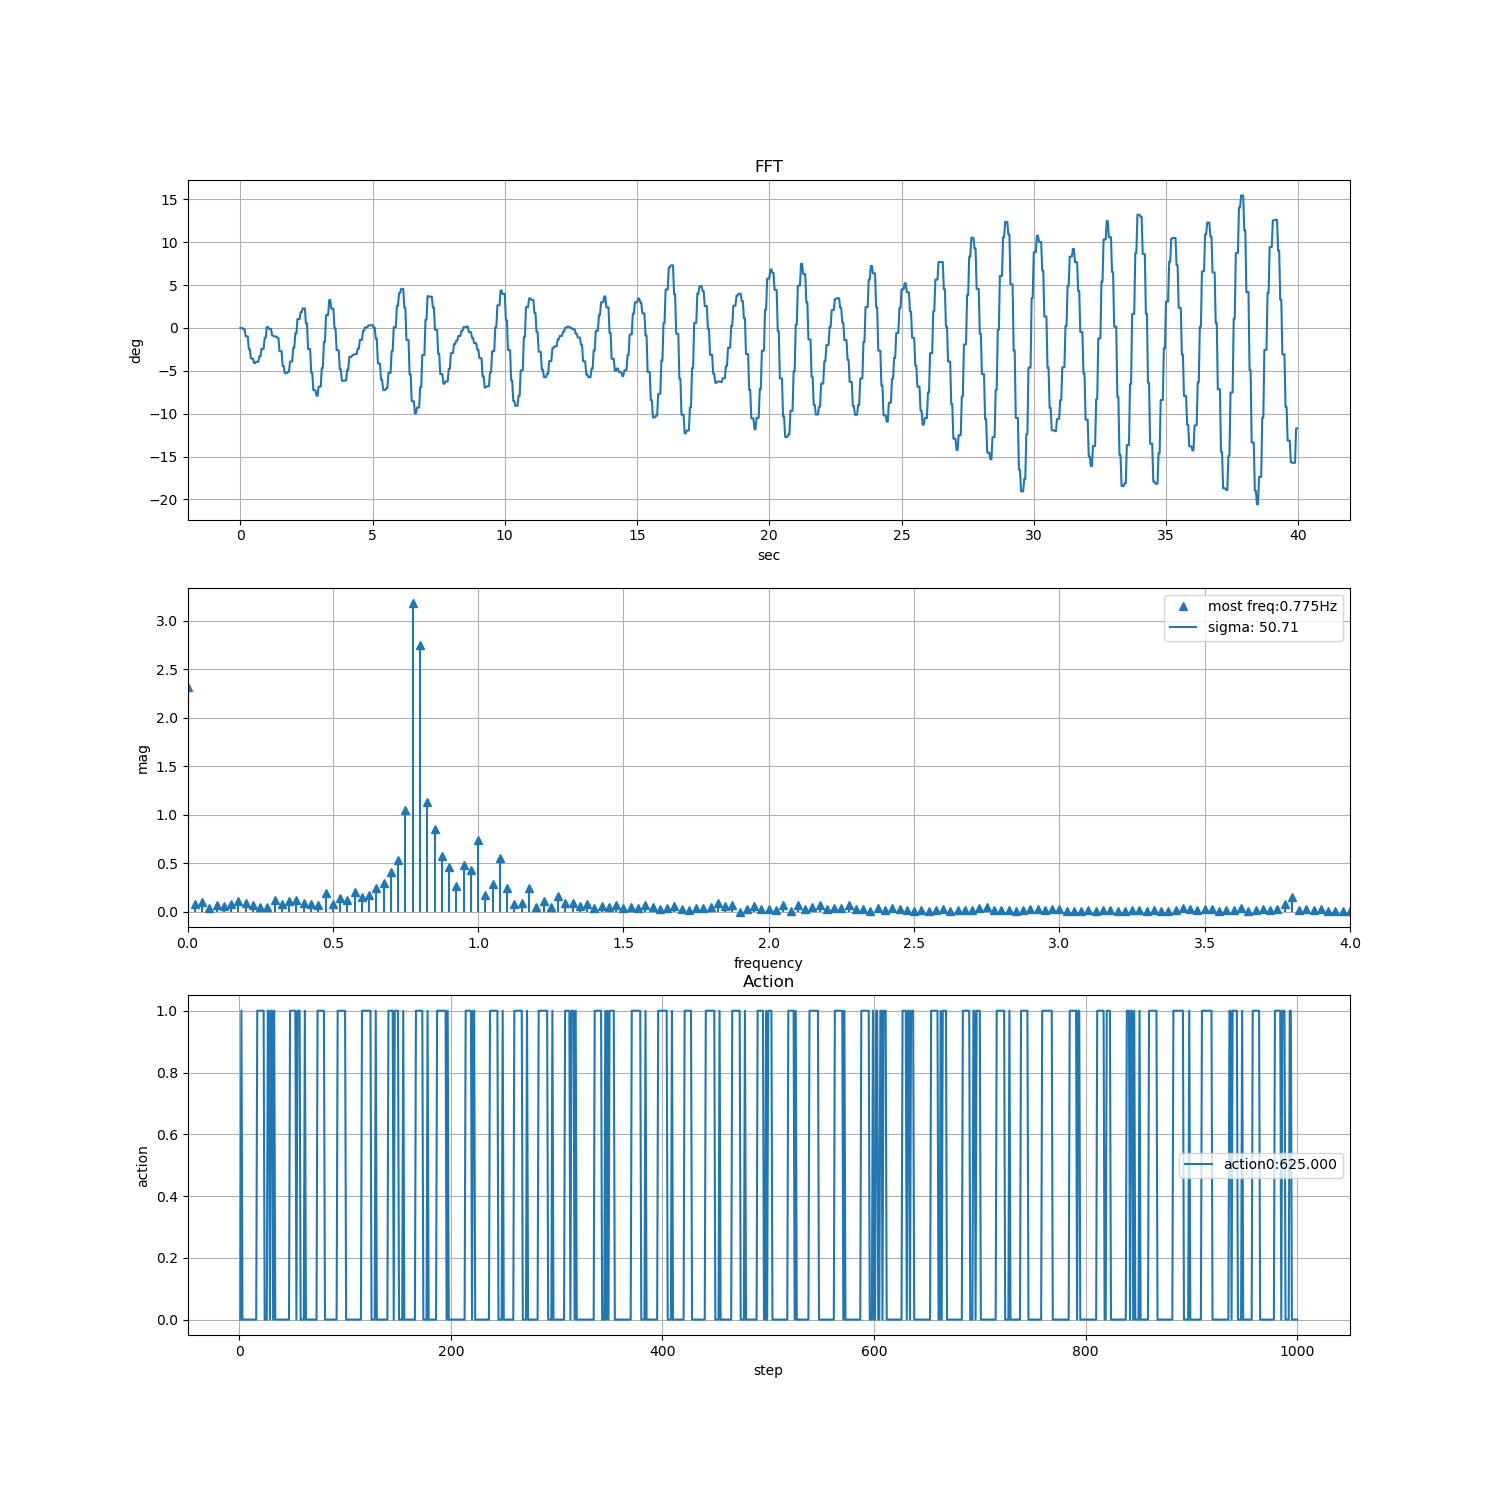 FFT
15
10
5
0
−5
−10
−15
−20
deg
0 5 10 15 20 25 30 35 40
sec
3.0
2.5
2.0
1.5
1.0
0.5
0.0
mag
most freq:0.775Hz
sigma: 50.71
0.0 0.5 1.0 1.5 2.0 2.5 3.0 3.5 4.0
frequency
Action
1.0
0.8
0.6
0.4
0.2
0.0
action
action0:625.000
0 200 400 600 800 1000
step